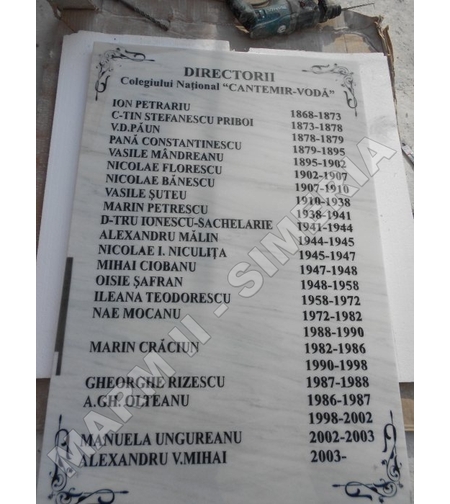 DIRECTORII
Colegiului Național "CANTEMIR-VODĂ"
ION PETRARIU 1868-1873
C-TIN STEFANESCU PRIBOI 1873-1878
V.D.PĂUN 1878-1879
PANĂ CONSTANTINESCU 1879-1895
VASILE MÂNDREANU 1895-1902
NICOLAE FLORESCU 1902-1907
NICOLAE BĂNESCU 1907-1910
VASILE ȘUTEU 1910-1938
MARIN PETRESCU 1938-1941
D-TRU IONESCU-SACHELARIE 1941-1944
ALEXANDRU MĂLIN 1944-1945
NICOLAE I. NICULIȚA 1945-1947
MIHAI CIOBANU 1947-1948
OISIE ȘAFRAN 1948-1958
ILEANA TEODORESCU 1958-1972
NAE MOCANU 1972-1982
1988-1990
MARIN CRĂCIUN 1982-1986
1990-1998
GHEORGHE RIZESCU 1987-1988
A.GH.OLTEANU 1986-1987
1998-2002
MANUELA UNGUREANU 2002-2003
ALEXANDRU V.MIHAI 2003-
MARM II - SIMERIA